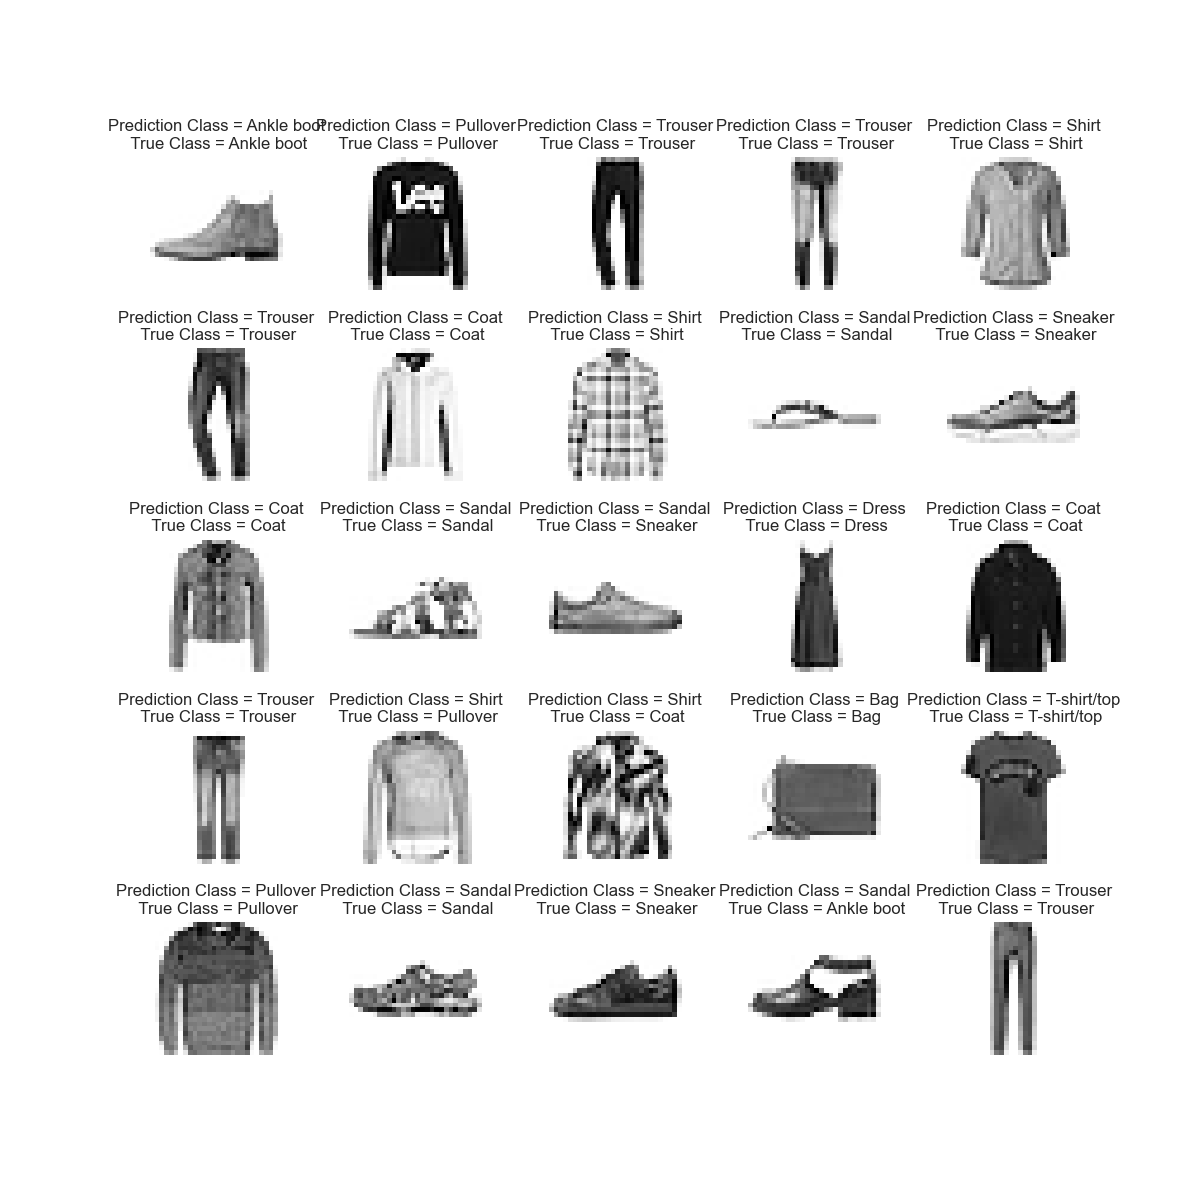 Prediction Class = Ankle boot
True Class = Ankle boot
Prediction Class = Pullover
True Class = Pullover
Prediction Class = Trouser
True Class = Trouser
Prediction Class = Trouser
True Class = Trouser
Prediction Class = Shirt
True Class = Shirt
Lee
Prediction Class = Trouser
True Class = Trouser
Prediction Class = Coat
True Class = Coat
Prediction Class = Shirt
True Class = Shirt
Prediction Class = Sandal
True Class = Sandal
Prediction Class = Sneaker
True Class = Sneaker
Prediction Class = Coat
True Class = Coat
Prediction Class = Sandal
True Class = Sandal
Prediction Class = Sandal
True Class = Sneaker
Prediction Class = Dress
True Class = Dress
Prediction Class = Coat
True Class = Coat
Prediction Class = Trouser
True Class = Trouser
Prediction Class = Shirt
True Class = Pullover
Prediction Class = Shirt
True Class = Coat
Prediction Class = Bag
True Class = Bag
Prediction Class = T-shirt/top
True Class = T-shirt/top
Prediction Class = Pullover
True Class = Pullover
Prediction Class = Sandal
True Class = Sandal
Prediction Class = Sneaker
True Class = Sneaker
Prediction Class = Sandal
True Class = Ankle boot
Prediction Class = Trouser
True Class = Trouser